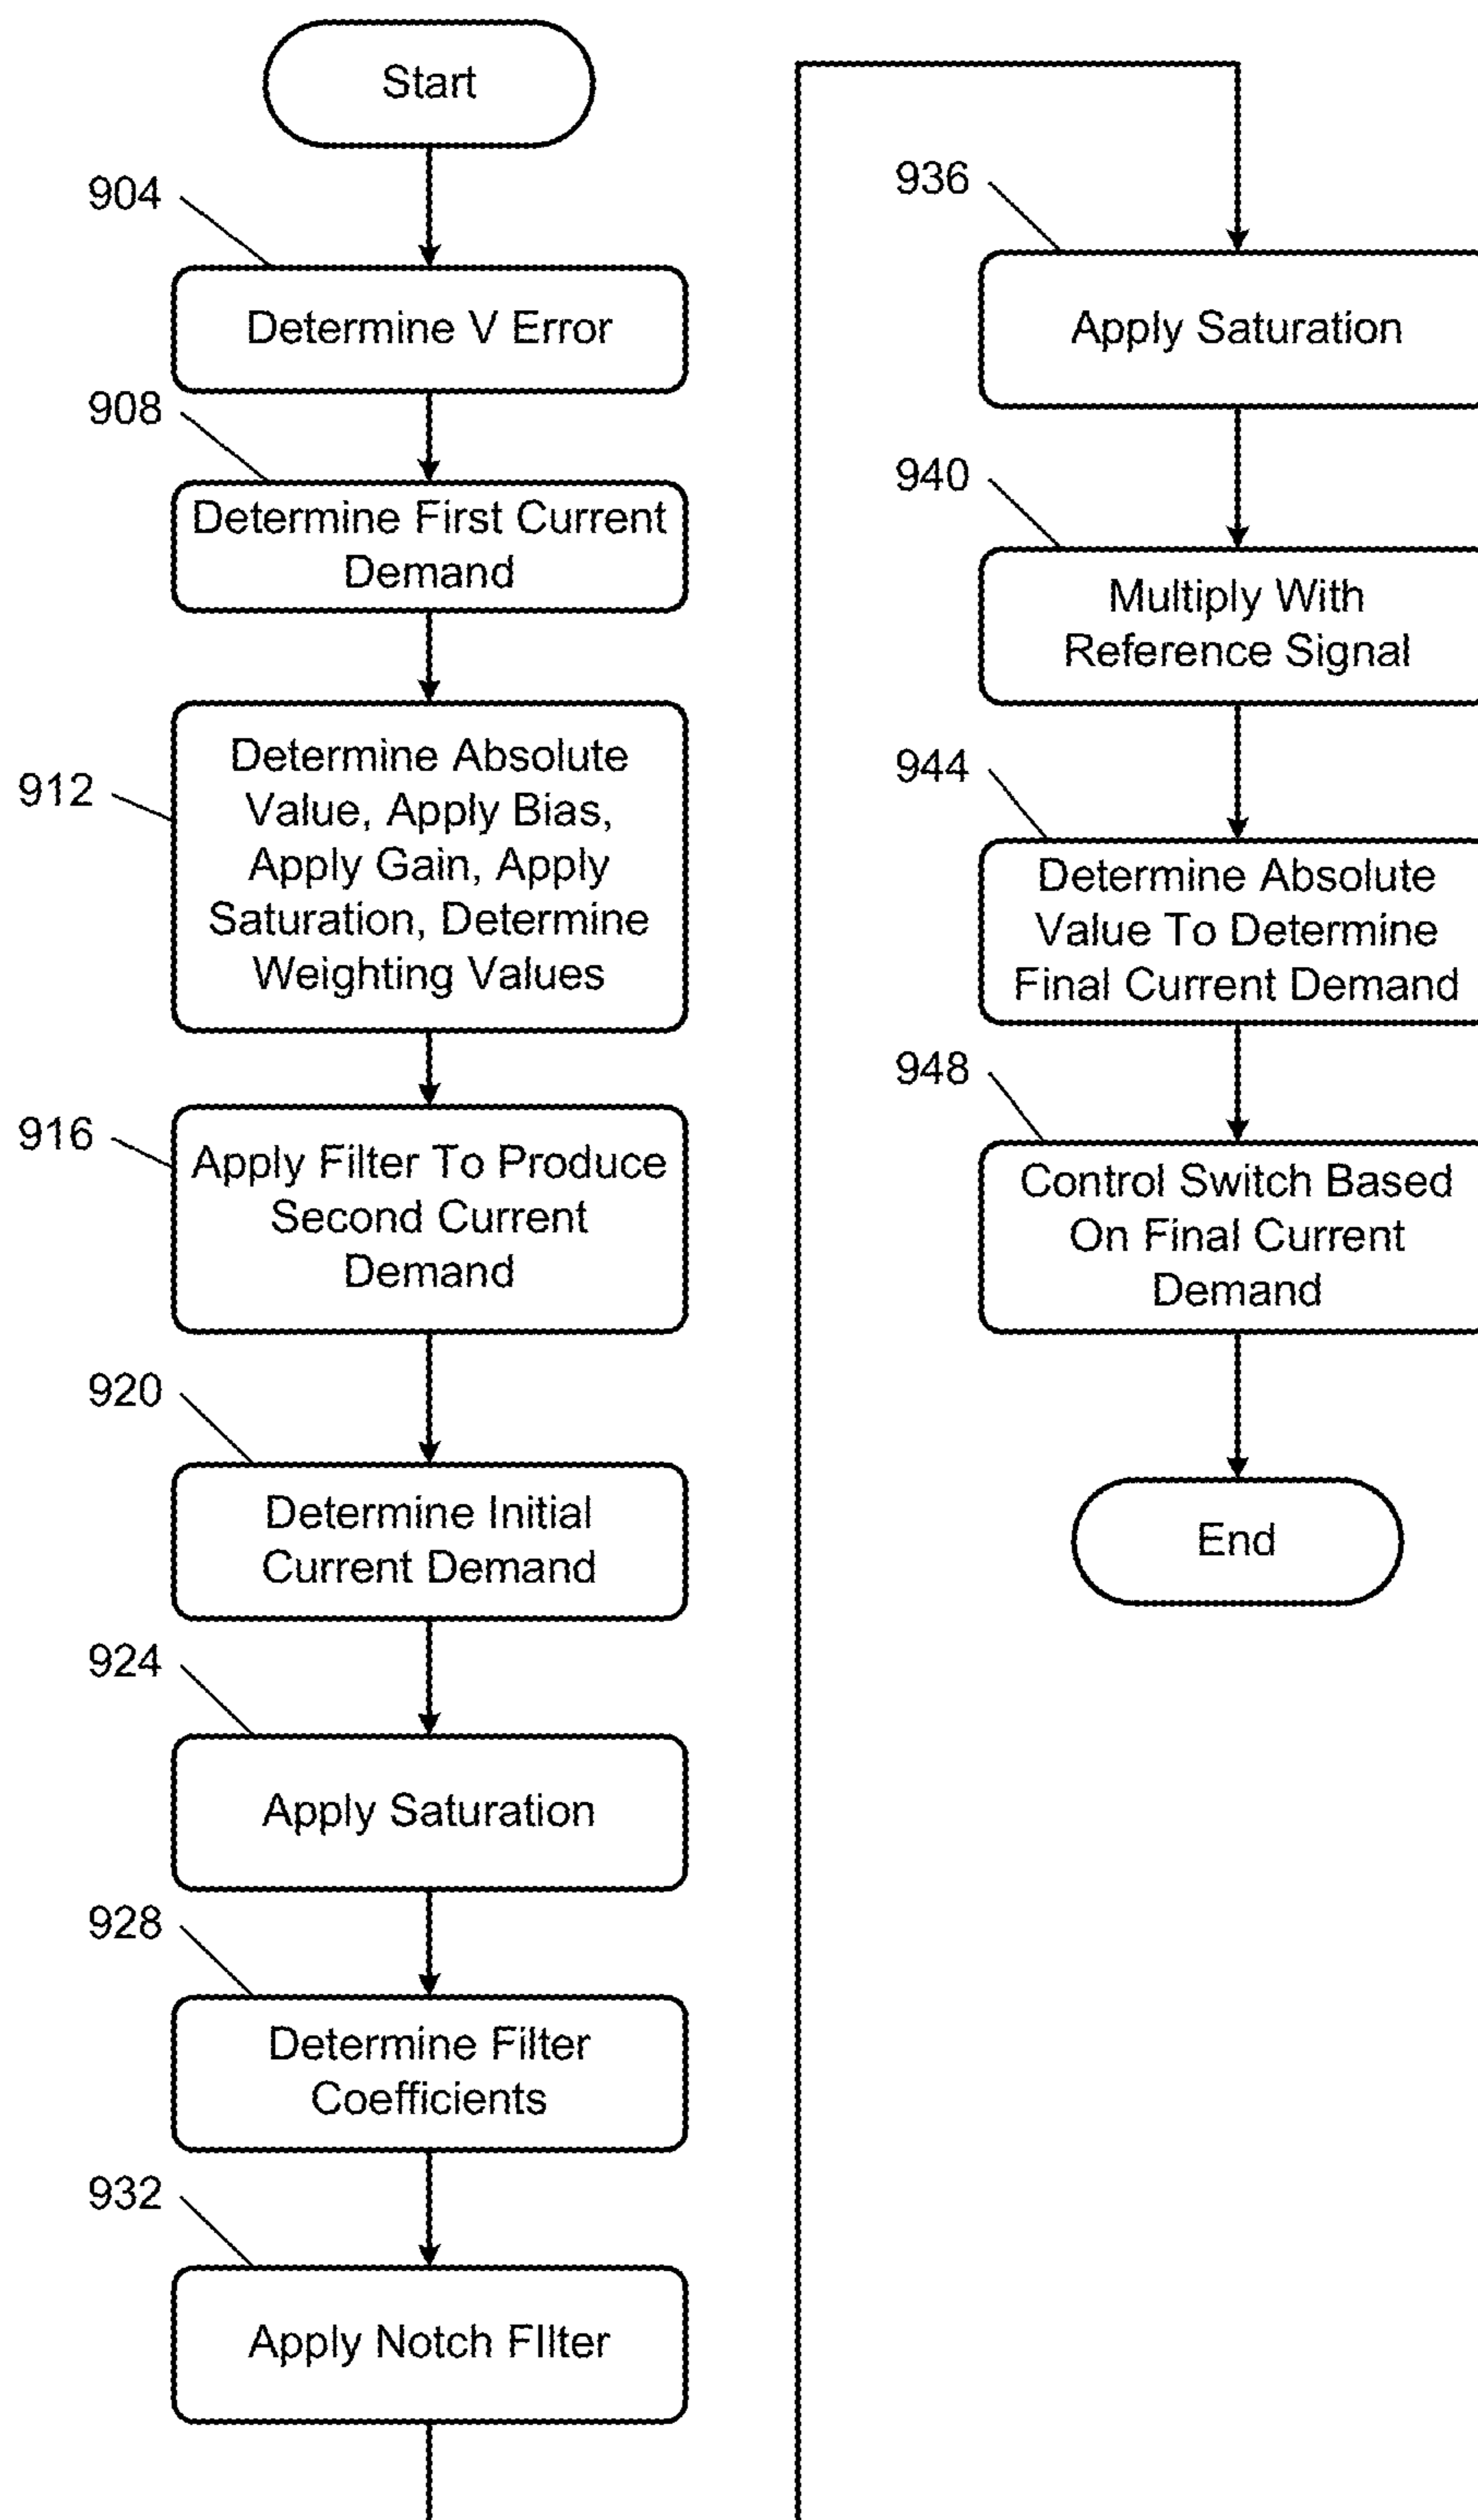 Start
904
Determine V Error
908
Determine First Current
Demand
912
Determine Absolute
Value, Apply Bias,
Apply Gain, Apply
Saturation, Determine
Weighting Values
916
Apply Filter To Produce
Second Current
Demand
920
Determine Initial
Current Demand
924
Apply Saturation
928
Determine Filter
Coefficients
932
Apply Notch FIlter
936
Apply Saturation
940
Multiply With
Reference Signal
944
Determine Absolute
Value To Determine
Final Current Demand
948
Control Switch Based
On Final Current
Demand
End